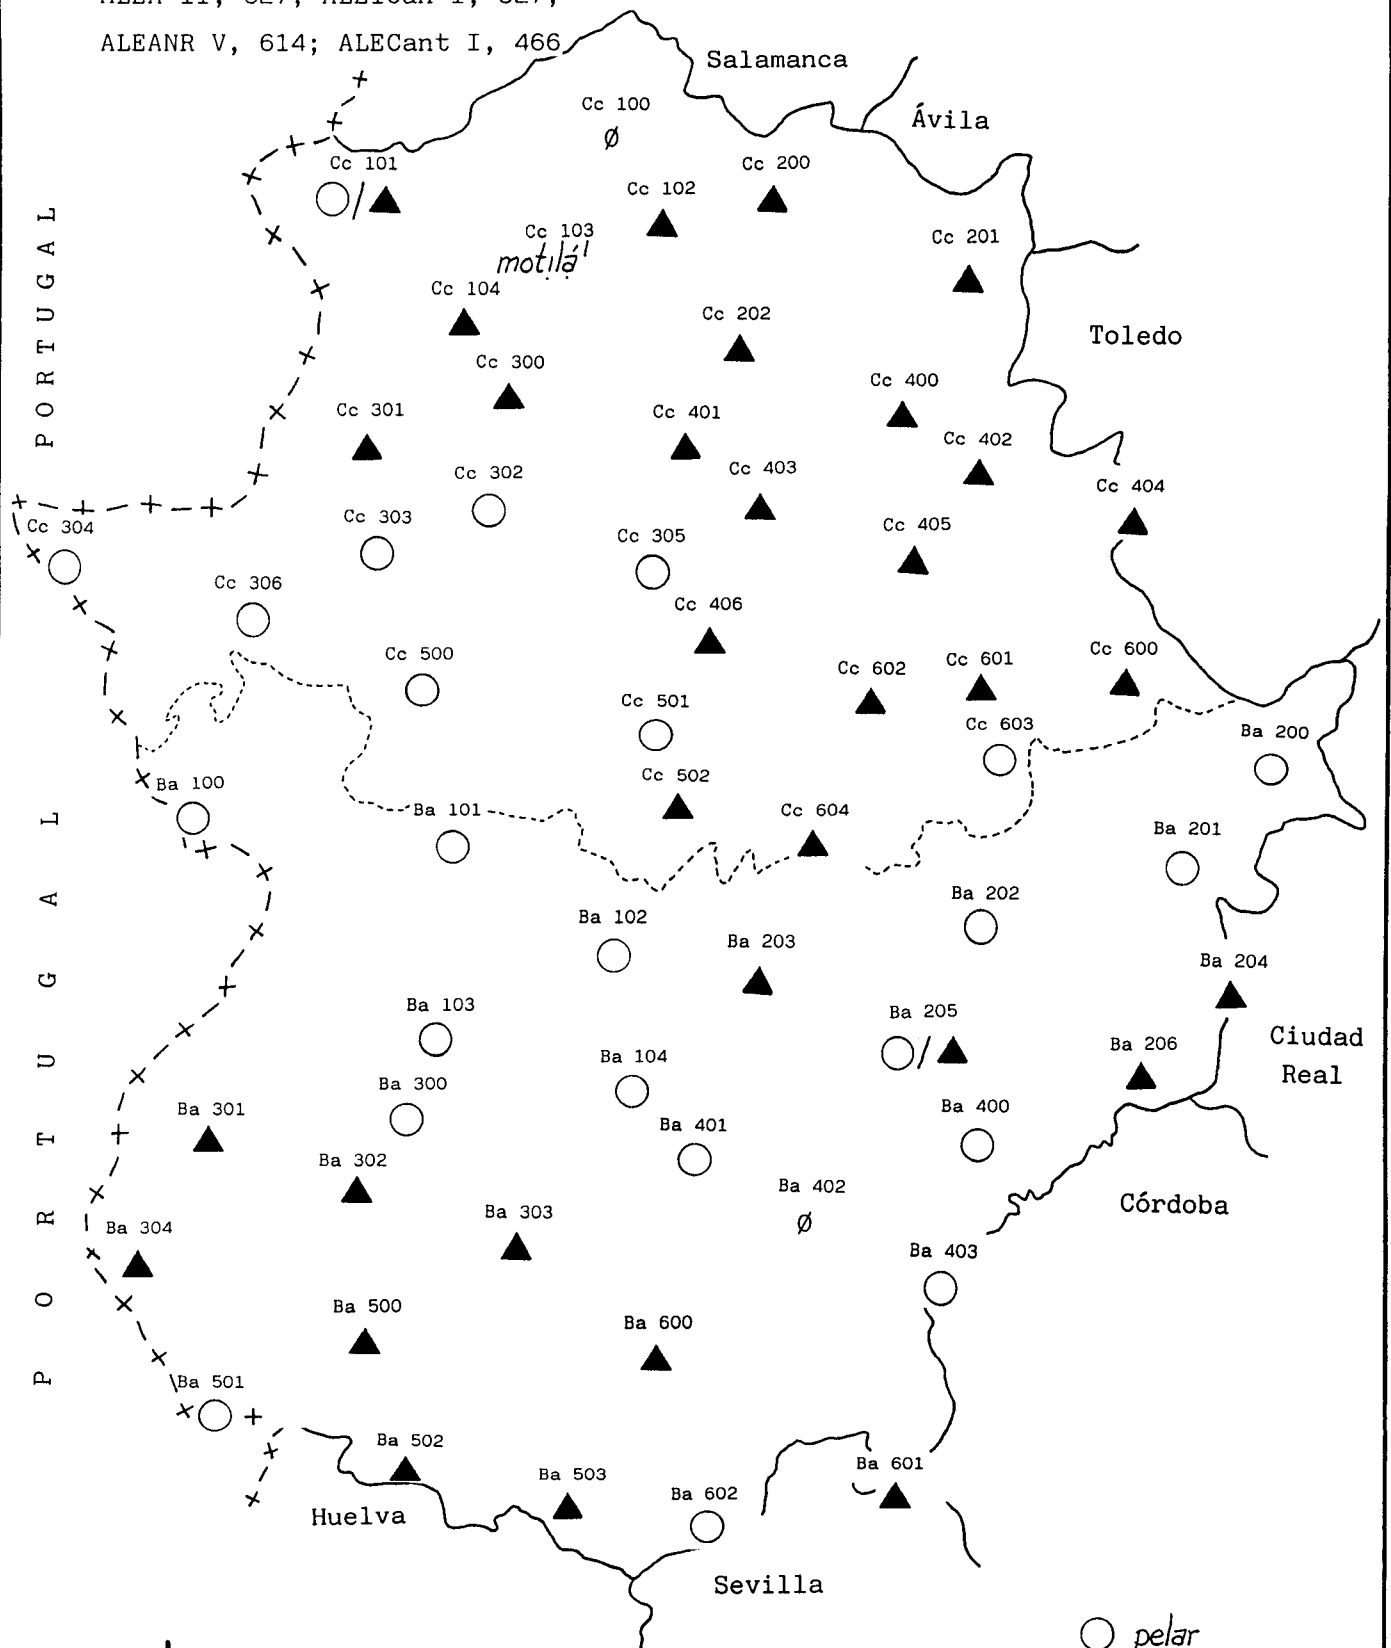 ALEANR V, 614; ALECant I, 466
Salamanca
Cc 100
Ø
Ávila
Cc 101
Cc 200
Cc 102
Cc 103
motilá
Cc 201
Cc 104
Cc 202
Toledo
Cc 300
Cc 400
Cc 301
Cc 401
Cc 402
Cc 302
Cc 403
Cc 404
Cc 303
Cc 304
Cc 405
Cc 305
Cc 306
Cc 406
Cc 500
Cc 602
Cc 601
Cc 600
Cc 501
Cc 603
Ba 200
Cc 502
Ba 100
Ba 101
Cc 604
Ba 201
Ba 202
Ba 102
Ba 203
Ba 204
Ba 103
Ba 205
Ciudad
Real
Ba 206
Ba 104
Ba 300
Ba 301
Ba 400
Ba 401
Ba 302
Ba 402
Ø
Córdoba
Ba 303
Ba 304
Ba 403
Ba 500
Ba 600
Ba 501
Ba 502
Ba 601
Ba 503
Ba 602
Huelva
Sevilla
pelar
PORTUGAL
PORTUGAL